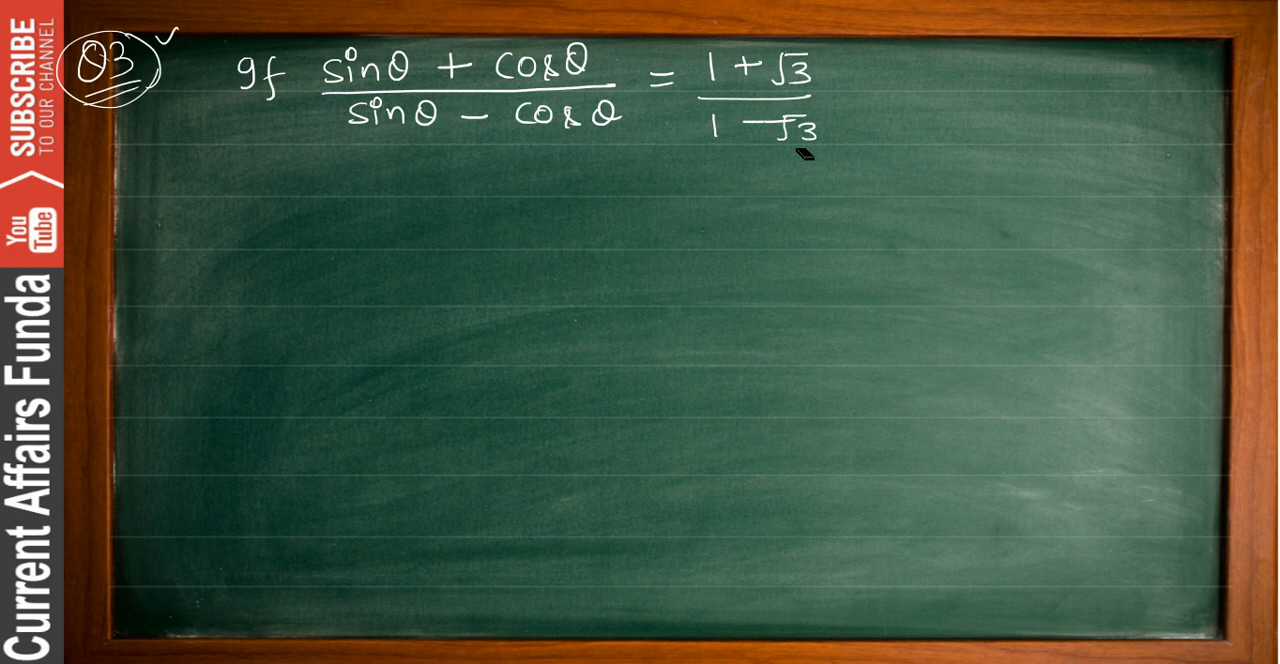 SUBSCRIBE
TO OUR CHANNEL
You Tube
Current Affairs Funda
Q3 If sinθ + cosθ / sinθ - cosθ = 1 + √3 / 1 - √3